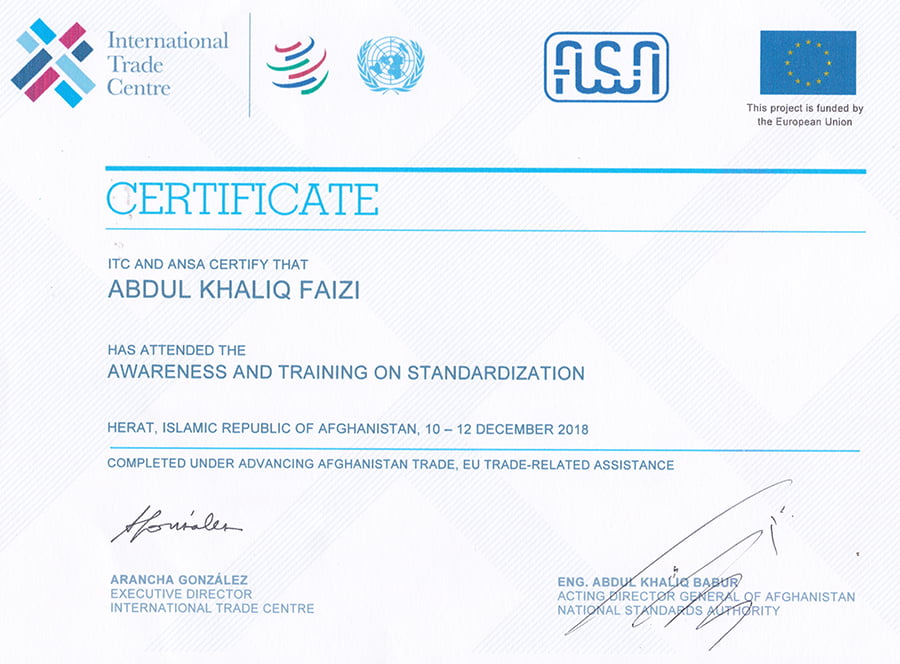 International
Trade
Centre
This project is funded by
the European Union
CERTIFICATE
ITC AND ANSA CERTIFY THAT
ABDUL KHALIQ FAIZI
HAS ATTENDED THE
AWARENESS AND TRAINING ON STANDARDIZATION
HERAT, ISLAMIC REPUBLIC OF AFGHANISTAN, 10 – 12 DECEMBER 2018
COMPLETED UNDER ADVANCING AFGHANISTAN TRADE, EU TRADE-RELATED ASSISTANCE
ARANCHA GONZÁLEZ
EXECUTIVE DIRECTOR
INTERNATIONAL TRADE CENTRE
ENG. ABDUL KHALIQ BABUR
ACTING DIRECTOR GENERAL OF AFGHANISTAN
NATIONAL STANDARDS AUTHORITY